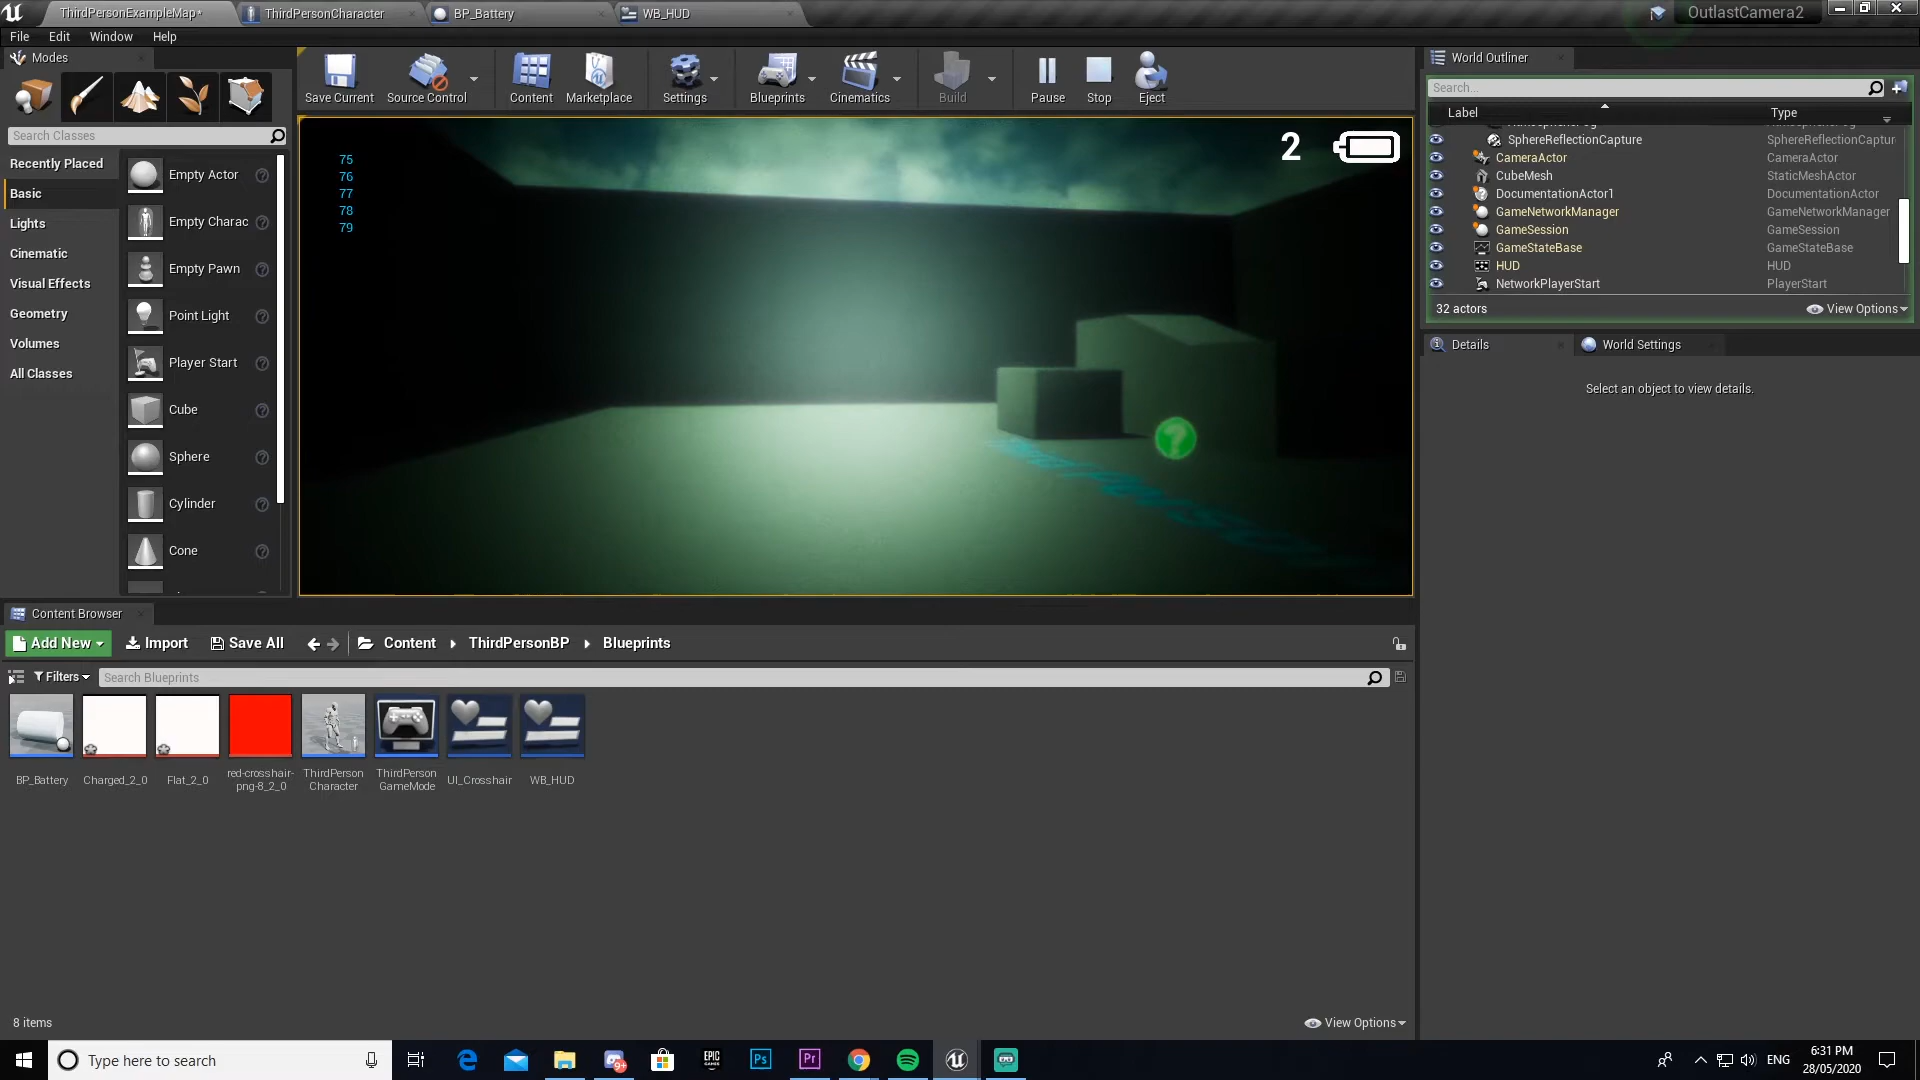 ThirdPersonExampleMap*
ThirdPersonCharacter
BP_Battery
WB_HUD
OutlastCamera2
File Edit Window Help
Modes
Save Current
Source Control
Content
Marketplace
Settings
Blueprints
Cinematics
Build
Pause
Stop
Eject
World Outliner
Search Classes
Search...
Label Type
Recently Placed
Basic
Lights
Cinematic
Visual Effects
Geometry
Volumes
All Classes
Empty Actor
Empty Charac
Empty Pawn
Point Light
Player Start
Cube
Sphere
Cylinder
Cone
75
76
77
78
79
2
?
SphereReflectionCapture SphereReflectionCaptur
CameraActor CameraActor
CubeMesh StaticMeshActor
DocumentationActor1 DocumentationActor
GameNetworkManager GameNetworkManager
GameSession GameSession
GameStateBase GameStateBase
HUD HUD
NetworkPlayerStart PlayerStart
32 actors View Options
Details World Settings
Select an object to view details.
Content Browser
Add New Import Save All Content ThirdPersonBP Blueprints
Filters Search Blueprints
BP_Battery
Charged_2_0
Flat_2_0
red-crosshair-
png-8_2_0
ThirdPerson
Character
ThirdPerson
GameMode
UI_Crosshair
WB_HUD
8 items View Options
Type here to search
9+
EPIC
GAMES
Ps
Pr
ENG
6:31 PM
28/05/2020